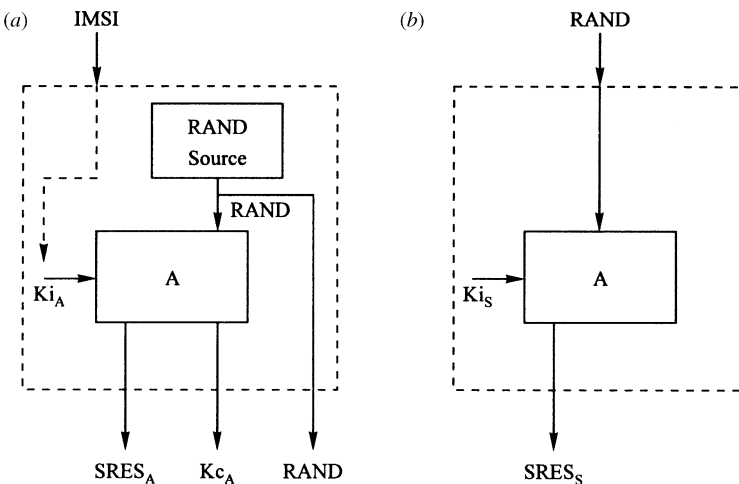 (a)
IMSI
RAND
Source
RAND
A
Ki_A
SRES_A
Kc_A
RAND
(b)
RAND
A
Ki_S
SRES_S